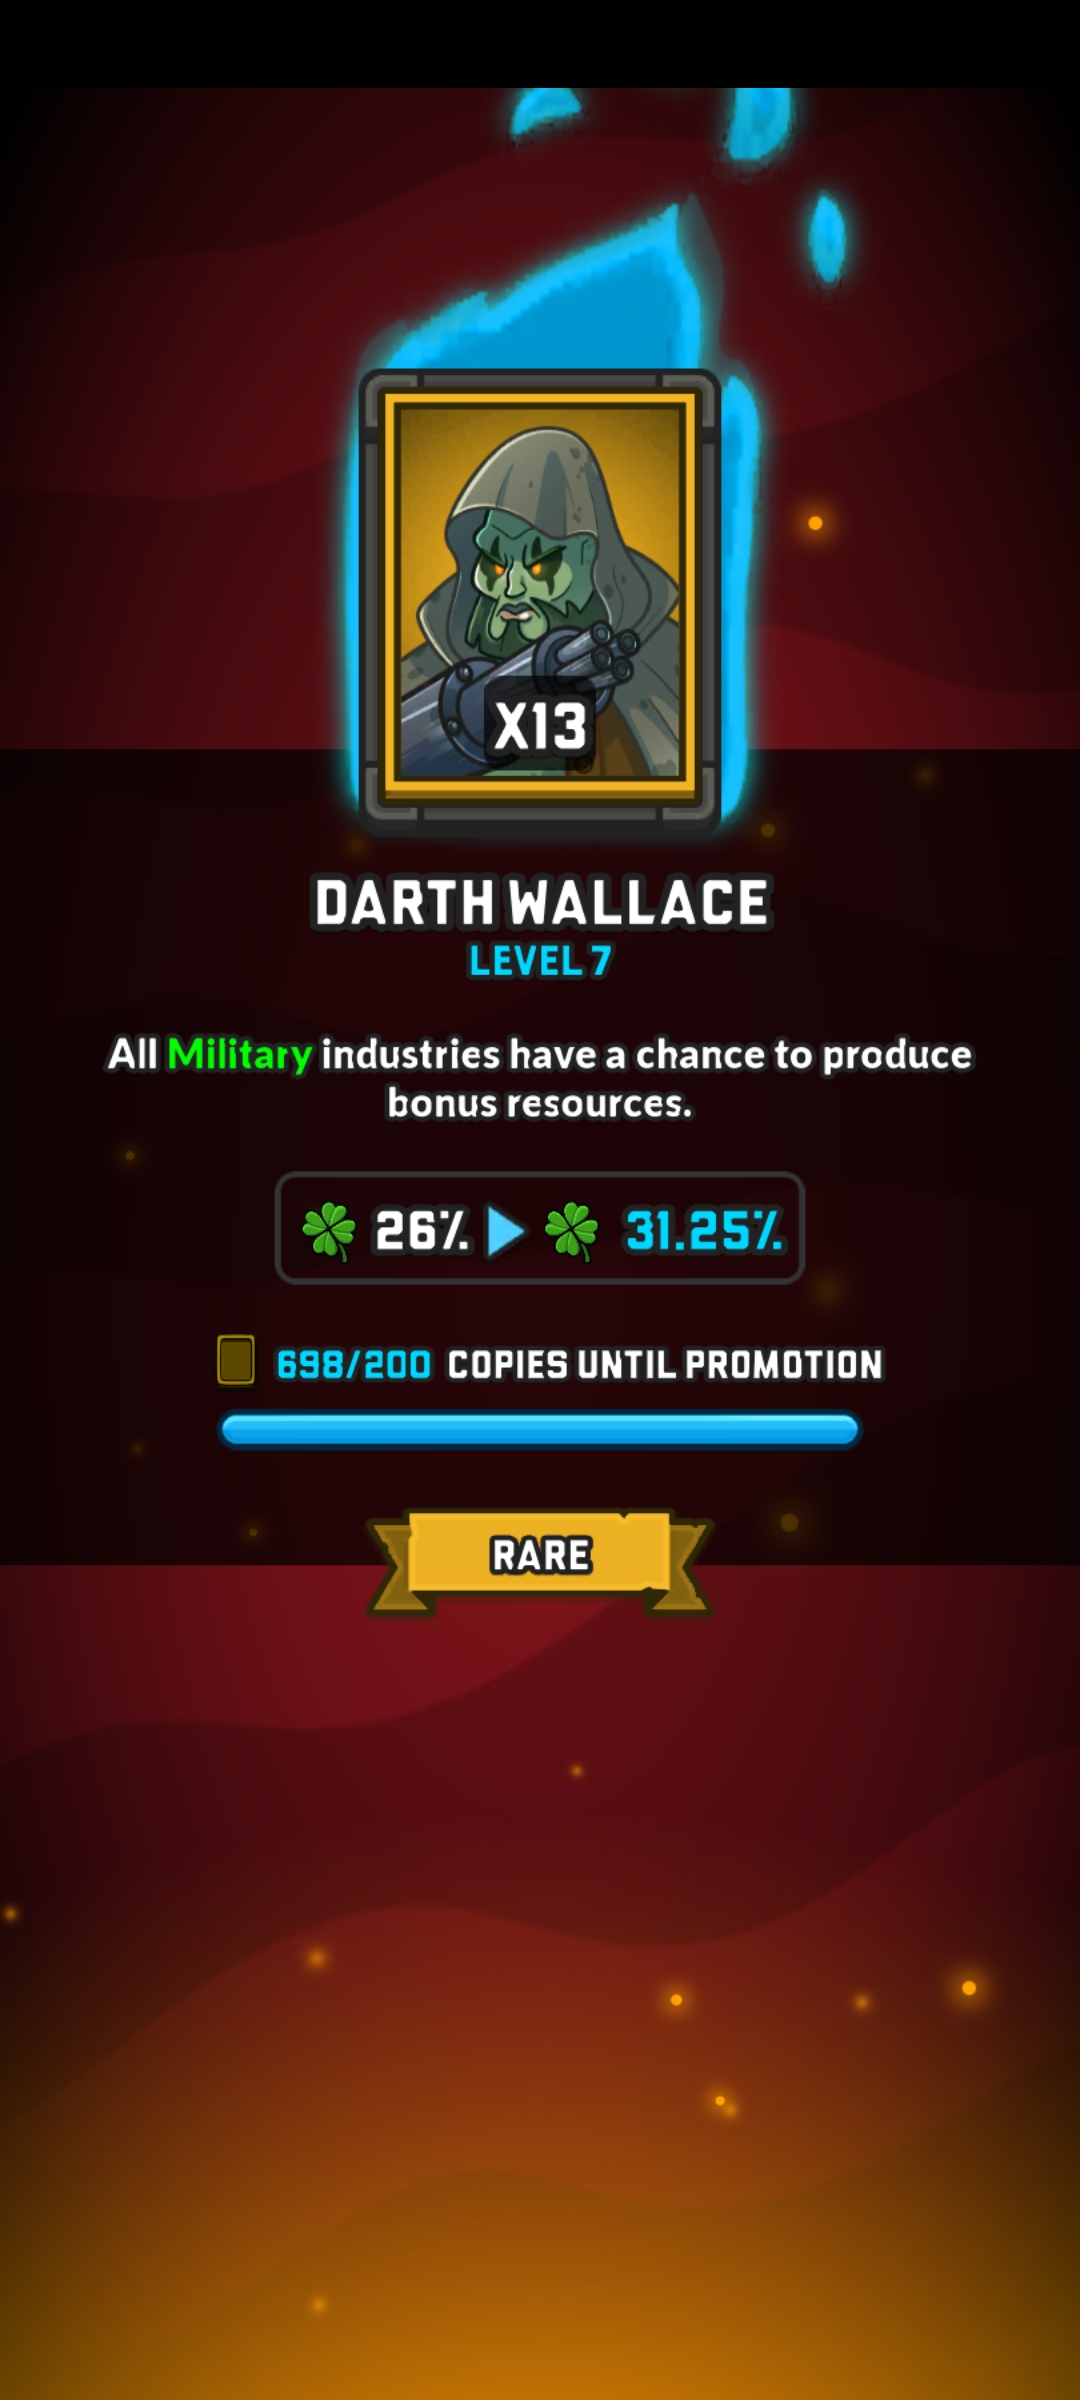 X13
DARTH WALLACE
LEVEL 7
All Military industries have a chance to produce
bonus resources.
26% 31.25%
698/200 COPIES UNTIL PROMOTION
RARE